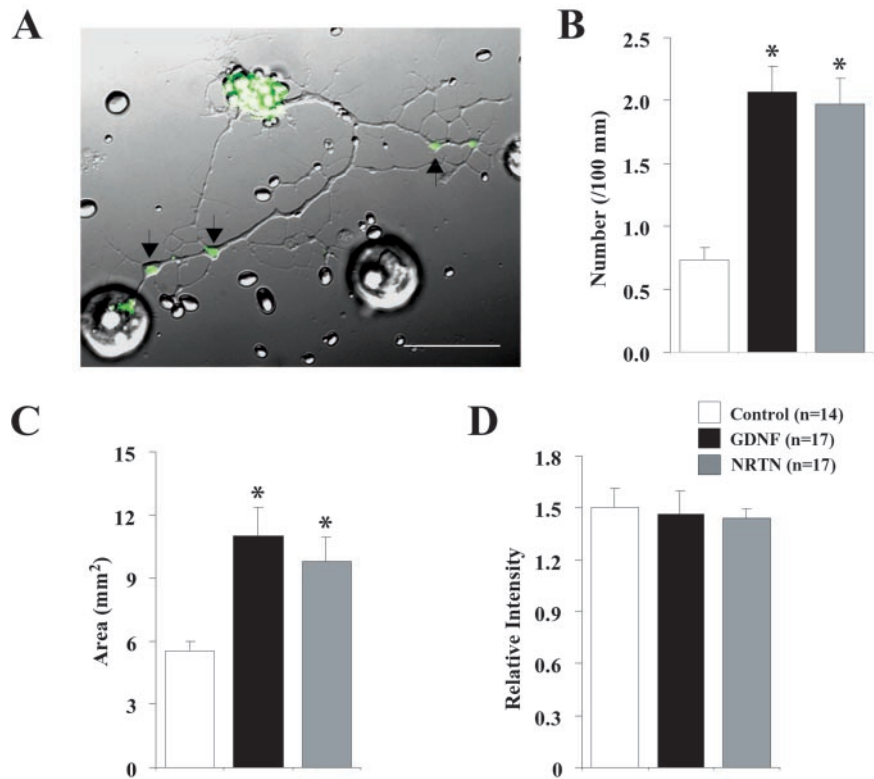 A
B
Number (/100 mm)
2.5
2.0
1.5
1.0
0.5
0.0
*
*
C
Area (mm²)
15
12
9
6
3
0
*
*
D
Control (n=14)
GDNF (n=17)
NRTN (n=17)
Relative Intensity
1.8
1.5
1.2
0.9
0.6
0.3
0